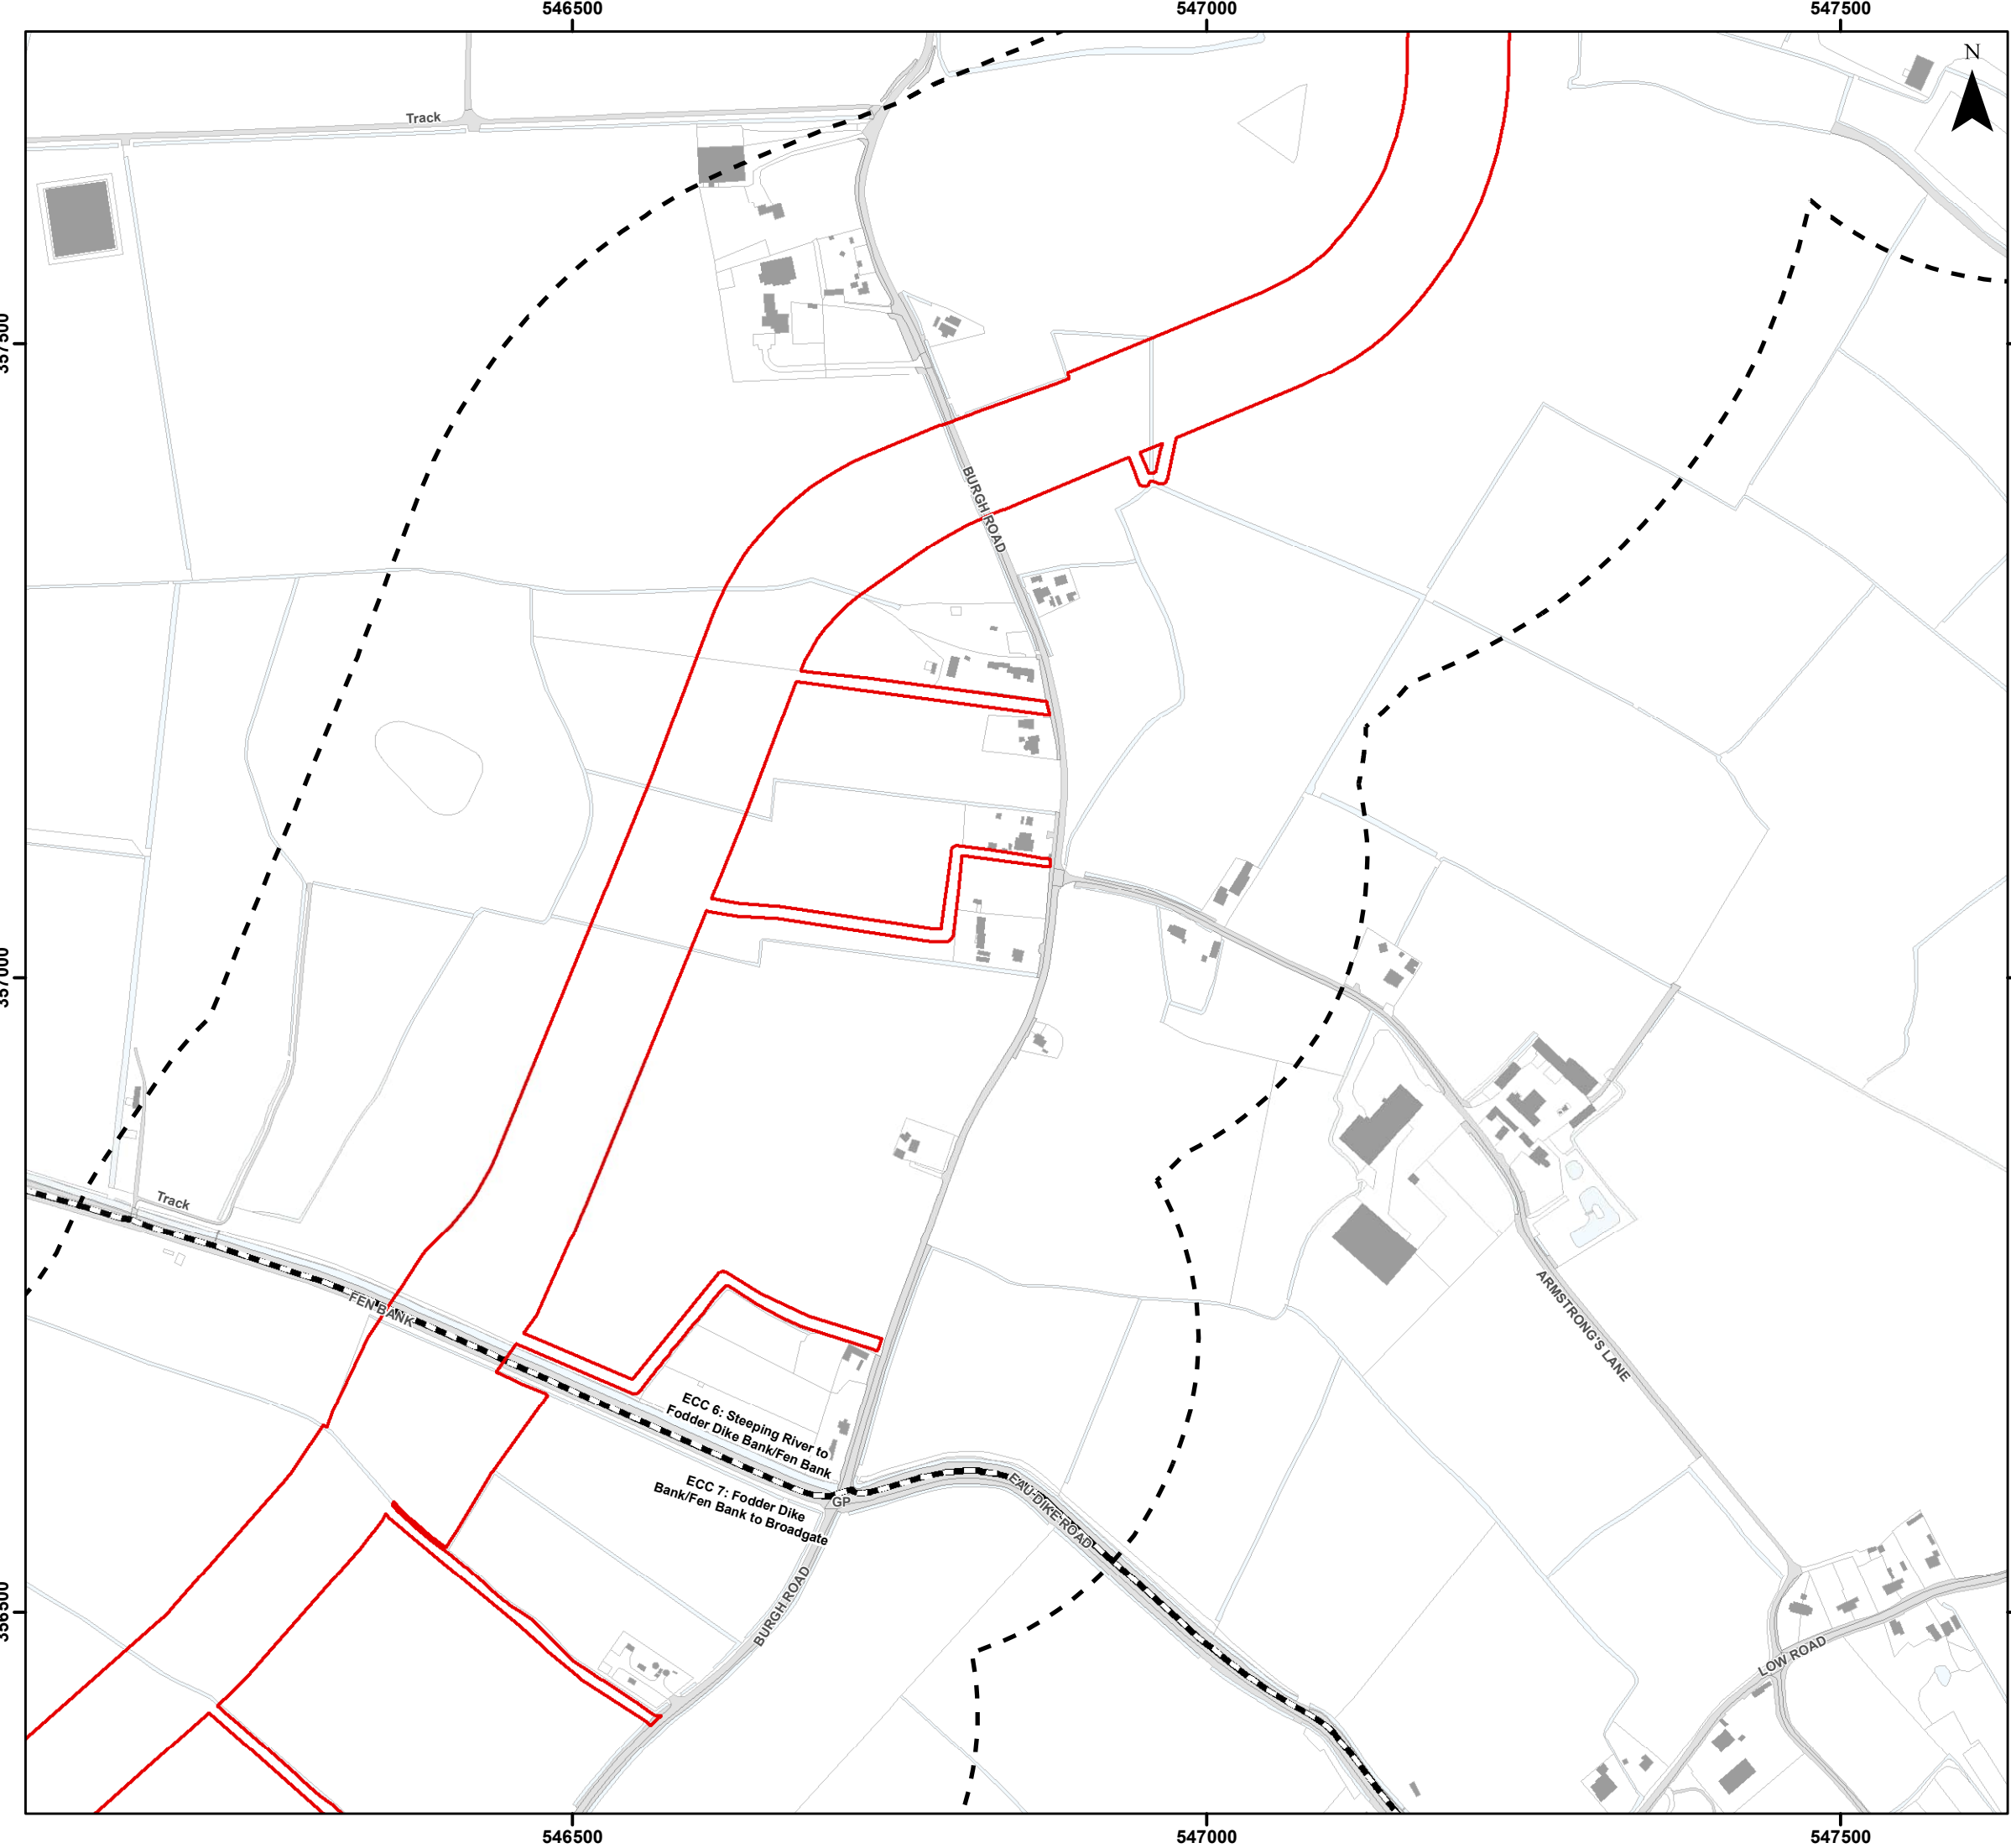 546500
547000
547500
N
Track
357500
BURGH ROAD
357000
Track
FEN BANK
ARMSTRONG'S LANE
ECC 6: Steeping River to
Fodder Dike Bank/Fen Bank
ECC 7: Fodder Dike
Bank/Fen Bank to Broadgate
GP
EAU DIKE ROAD
BURGH ROAD
356500
LOW ROAD
546500
547000
547500